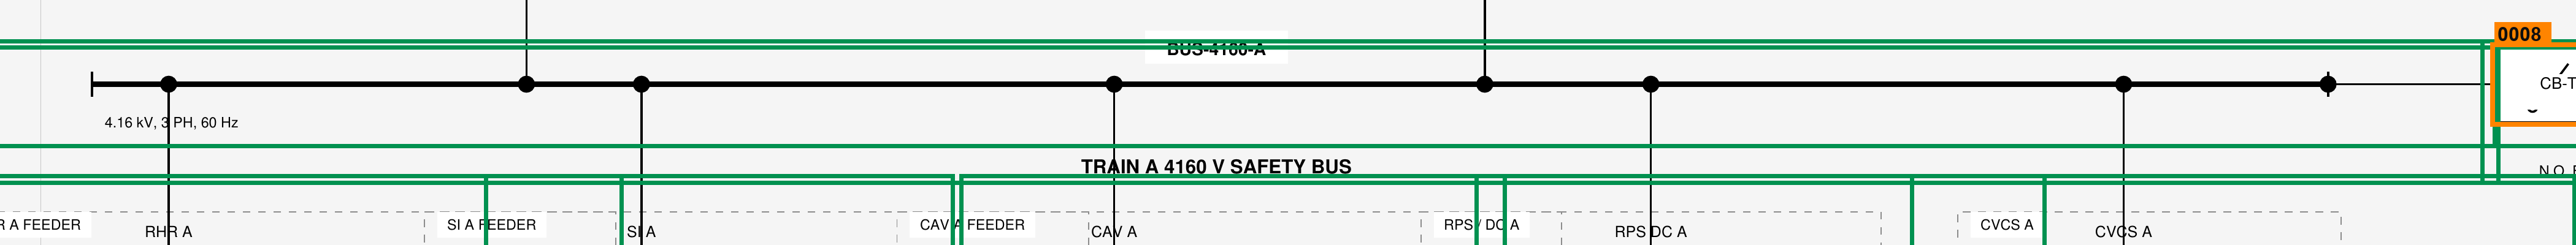 0008
BUS-4160-A
CB-T
4.16 kV, 3 PH, 60 Hz
TRAIN A 4160 V SAFETY BUS
N.O.
R A FEEDER
RHR A
SI A FEEDER
SI A
CAV A FEEDER
CAV A
RPS / DC A
RPS DC A
CVCS A
CVCS A